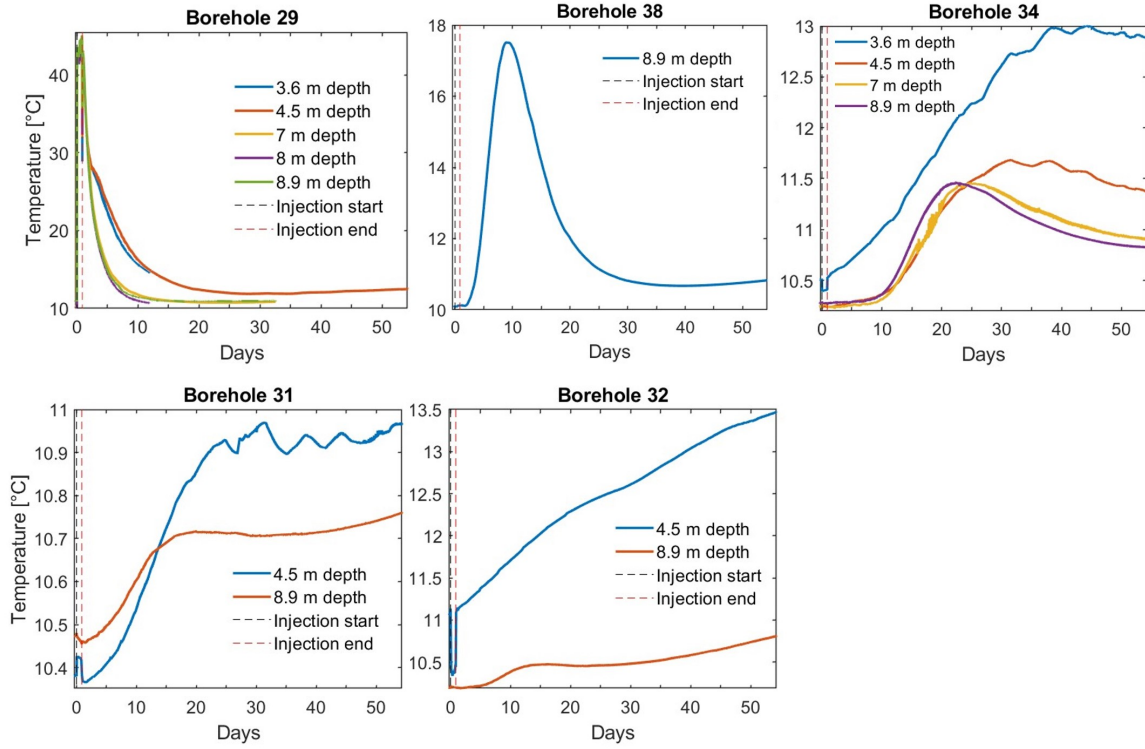 Borehole 29
Temperature [°C]
40
30
20
10
3.6 m depth
4.5 m depth
7 m depth
8 m depth
8.9 m depth
Injection start
Injection end
0 10 20 30 40 50
Days
Borehole 38
18
16
14
12
10
8.9 m depth
Injection start
Injection end
0 10 20 30 40 50
Days
Borehole 34
13
12.5
12
11.5
11
10.5
3.6 m depth
4.5 m depth
7 m depth
8.9 m depth
0 10 20 30 40 50
Days
Borehole 31
Temperature [°C]
11
10.9
10.8
10.7
10.6
10.5
10.4
4.5 m depth
8.9 m depth
Injection start
Injection end
0 10 20 30 40 50
Days
Borehole 32
13.5
13
12.5
12
11.5
11
10.5
4.5 m depth
8.9 m depth
Injection start
Injection end
0 10 20 30 40 50
Days